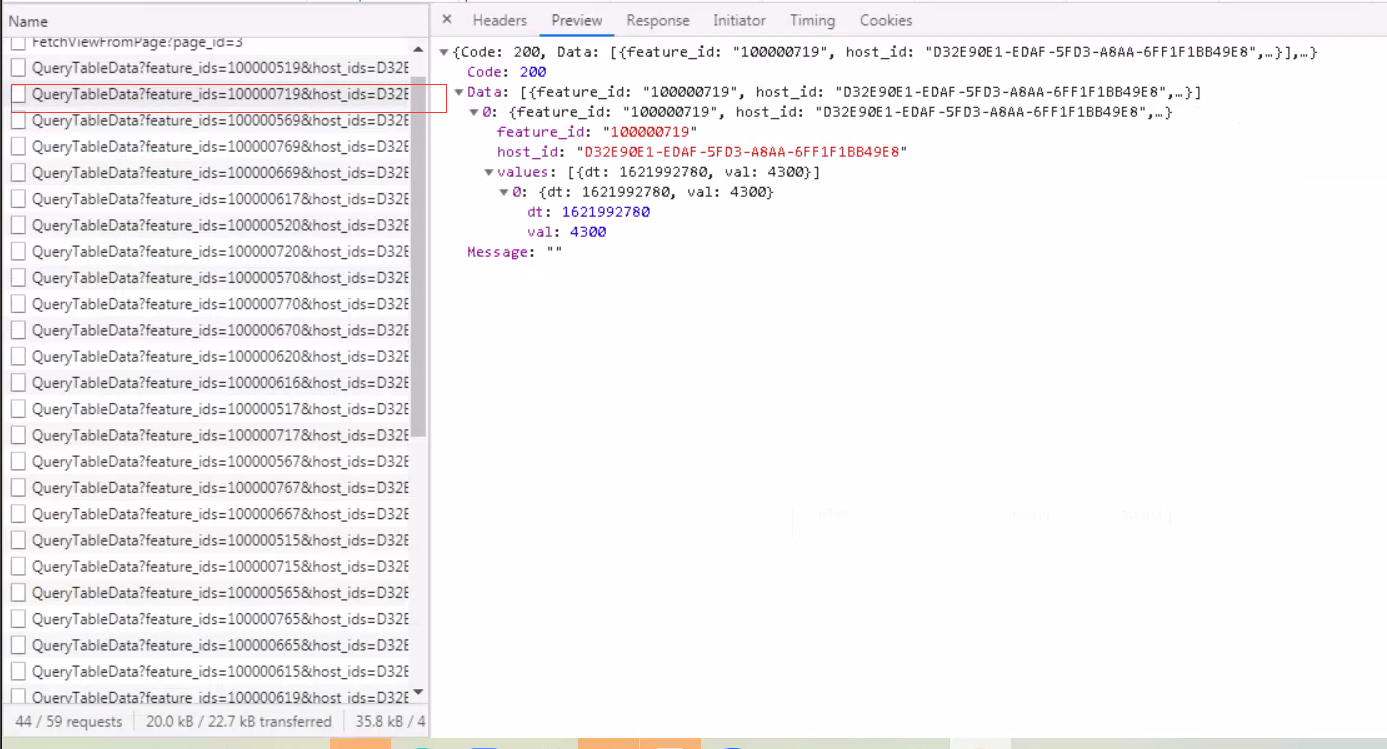 Name
FetchViewFromPage?page_id=3
QueryTableData?feature_ids=100000519&host_ids=D32E
QueryTableData?feature_ids=100000719&host_ids=D32E
QueryTableData?feature_ids=100000569&host_ids=D32E
QueryTableData?feature_ids=100000769&host_ids=D32E
QueryTableData?feature_ids=100000669&host_ids=D32E
QueryTableData?feature_ids=100000617&host_ids=D32E
QueryTableData?feature_ids=100000520&host_ids=D32E
QueryTableData?feature_ids=100000720&host_ids=D32E
QueryTableData?feature_ids=100000570&host_ids=D32E
QueryTableData?feature_ids=100000770&host_ids=D32E
QueryTableData?feature_ids=100000670&host_ids=D32E
QueryTableData?feature_ids=100000620&host_ids=D32E
QueryTableData?feature_ids=100000616&host_ids=D32E
QueryTableData?feature_ids=100000517&host_ids=D32E
QueryTableData?feature_ids=100000717&host_ids=D32E
QueryTableData?feature_ids=100000567&host_ids=D32E
QueryTableData?feature_ids=100000767&host_ids=D32E
QueryTableData?feature_ids=100000667&host_ids=D32E
QueryTableData?feature_ids=100000515&host_ids=D32E
QueryTableData?feature_ids=100000715&host_ids=D32E
QueryTableData?feature_ids=100000565&host_ids=D32E
QueryTableData?feature_ids=100000765&host_ids=D32E
QueryTableData?feature_ids=100000665&host_ids=D32E
QueryTableData?feature_ids=100000615&host_ids=D32E
QueryTableData?feature_ids=100000619&host_ids=D32E
44 / 59 requests 20.0 kB / 22.7 kB transferred 35.8 kB / 4
× Headers Preview Response Initiator Timing Cookies
▼{Code: 200, Data: [{feature_id: "100000719", host_id: "D32E90E1-EDAF-5FD3-A8AA-6FF1F1BB49E8",…}],…}
Code: 200
▼Data: [{feature_id: "100000719", host_id: "D32E90E1-EDAF-5FD3-A8AA-6FF1F1BB49E8",…}]
▼0: {feature_id: "100000719", host_id: "D32E90E1-EDAF-5FD3-A8AA-6FF1F1BB49E8",…}
feature_id: "100000719"
host_id: "D32E90E1-EDAF-5FD3-A8AA-6FF1F1BB49E8"
▼values: [{dt: 1621992780, val: 4300}]
▼0: {dt: 1621992780, val: 4300}
dt: 1621992780
val: 4300
Message: ""